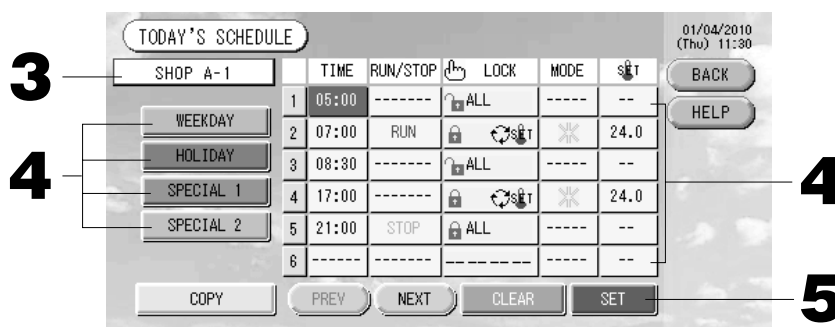 TODAY'S SCHEDULE
01/04/2010
(Thu) 11:30
3
SHOP A-1
TIME RUN/STOP LOCK MODE SET
BACK
HELP
4
WEEKDAY
HOLIDAY
SPECIAL 1
SPECIAL 2
1 05:00 ------- ALL ----- --
2 07:00 RUN SET 24.0
3 08:30 ------- ALL ----- --
4 17:00 ------- SET 24.0
5 21:00 STOP ALL ----- --
6 ------ ------- --------- ----- --
4
COPY PREV NEXT CLEAR SET
5